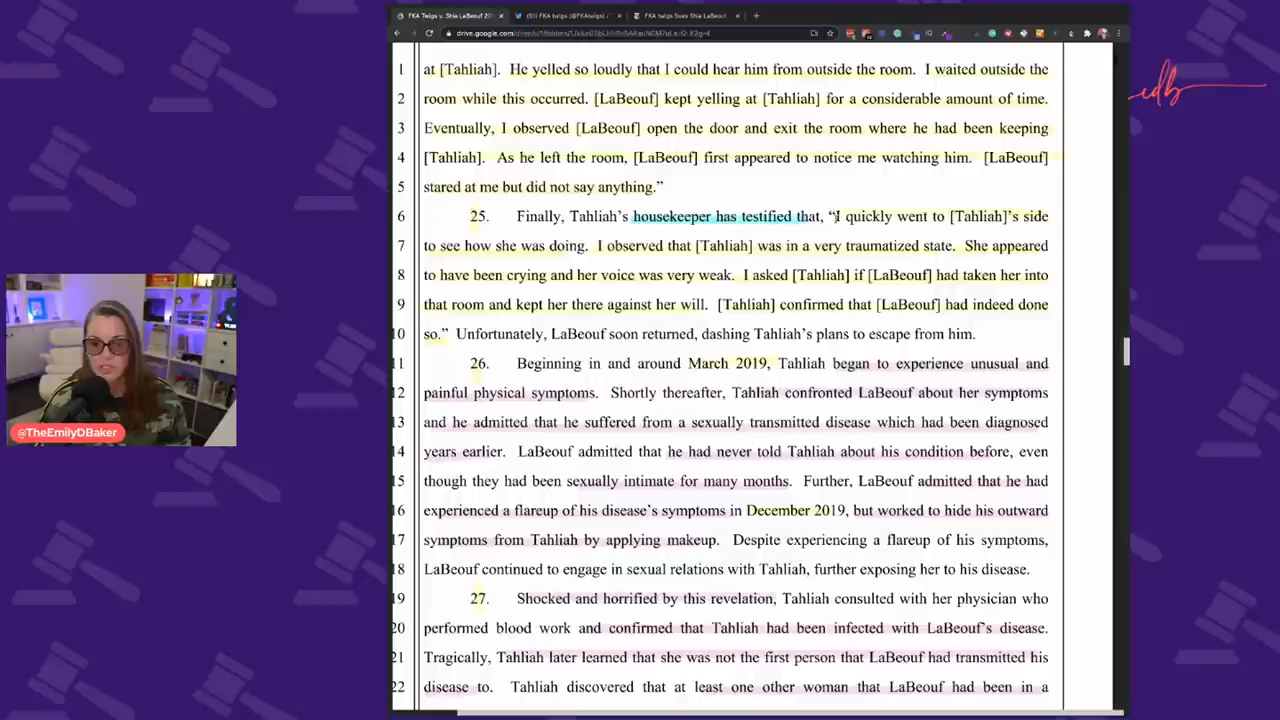 FKA Twigs v. Shia LaBeouf 20
(51) FKA twigs (@FKAtwigs) /
FKA twigs Sues Shia LaBeouf
edb
1 at [Tahliah]. He yelled so loudly that I could hear him from outside the room. I waited outside the
2 room while this occurred. [LaBeouf] kept yelling at [Tahliah] for a considerable amount of time.
3 Eventually, I observed [LaBeouf] open the door and exit the room where he had been keeping
4 [Tahliah]. As he left the room, [LaBeouf] first appeared to notice me watching him. [LaBeouf]
5 stared at me but did not say anything.”
6 25. Finally, Tahliah’s housekeeper has testified that, “I quickly went to [Tahliah]’s side
7 to see how she was doing. I observed that [Tahliah] was in a very traumatized state. She appeared
8 to have been crying and her voice was very weak. I asked [Tahliah] if [LaBeouf] had taken her into
9 that room and kept her there against her will. [Tahliah] confirmed that [LaBeouf] had indeed done
10 so.” Unfortunately, LaBeouf soon returned, dashing Tahliah’s plans to escape from him.
11 26. Beginning in and around March 2019, Tahliah began to experience unusual and
12 painful physical symptoms. Shortly thereafter, Tahliah confronted LaBeouf about her symptoms
13 and he admitted that he suffered from a sexually transmitted disease which had been diagnosed
14 years earlier. LaBeouf admitted that he had never told Tahliah about his condition before, even
15 though they had been sexually intimate for many months. Further, LaBeouf admitted that he had
16 experienced a flareup of his disease’s symptoms in December 2019, but worked to hide his outward
17 symptoms from Tahliah by applying makeup. Despite experiencing a flareup of his symptoms,
18 LaBeouf continued to engage in sexual relations with Tahliah, further exposing her to his disease.
19 27. Shocked and horrified by this revelation, Tahliah consulted with her physician who
20 performed blood work and confirmed that Tahliah had been infected with LaBeouf’s disease.
21 Tragically, Tahliah later learned that she was not the first person that LaBeouf had transmitted his
22 disease to. Tahliah discovered that at least one other woman that LaBeouf had been in a
@TheEmilyDBaker